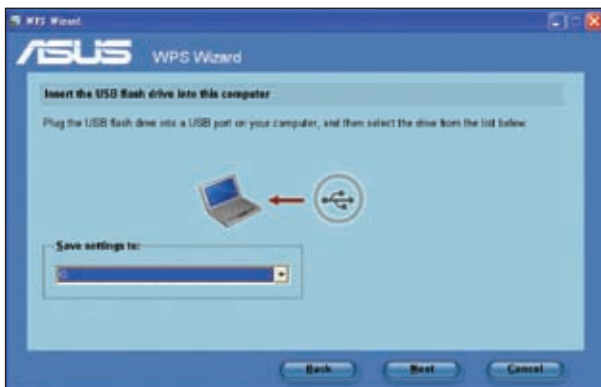 WPS Wizard
ASUS WPS Wizard
Insert the USB flash drive into this computer
Plug the USB flash drive into a USB port on your computer, and then select the drive from the list below.
Save settings to:
Back Next Cancel